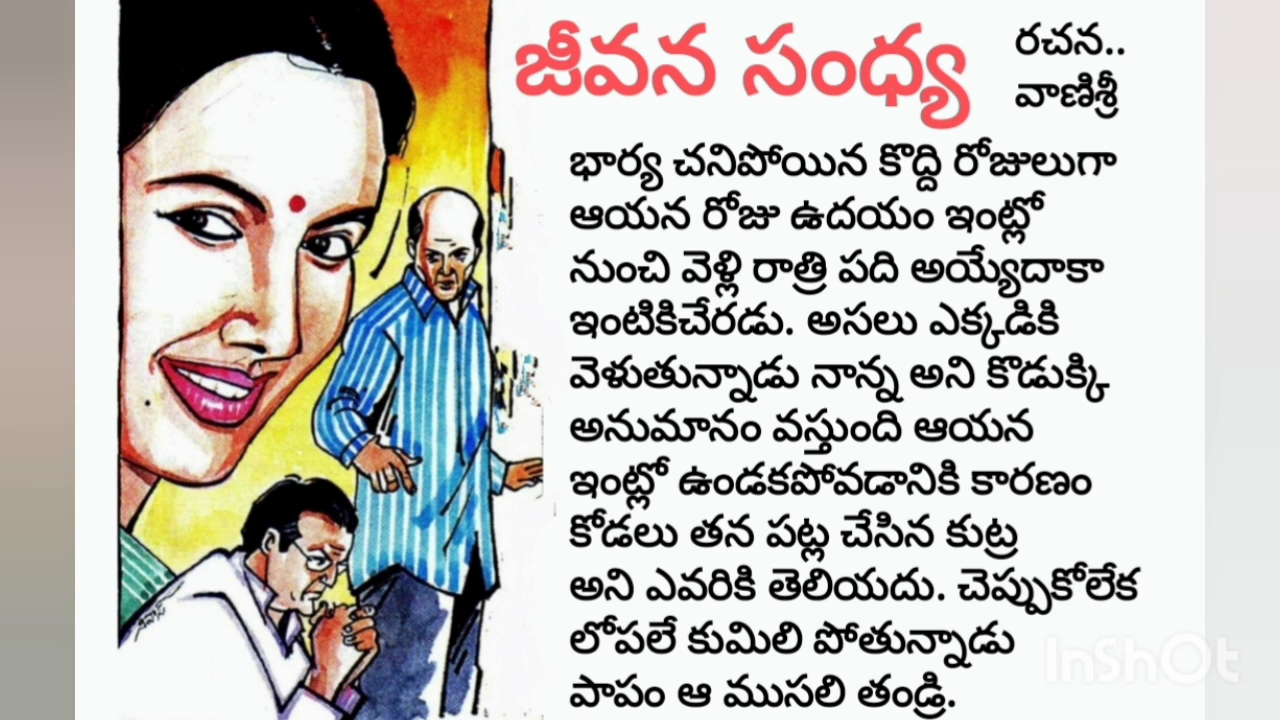 జీవన సంధ్య
రచన..
వాణిశ్రీ
భార్య చనిపోయిన కొద్ది రోజులుగా
ఆయన రోజు ఉదయం ఇంట్లో
నుంచి వెళ్లి రాత్రి పది అయ్యేదాకా
ఇంటికిచేరడు. అసలు ఎక్కడికి
వెళుతున్నాడు నాన్న అని కొడుక్కి
అనుమానం వస్తుంది ఆయన
ఇంట్లో ఉండకపోవడానికి కారణం
కోడలు తన పట్ల చేసిన కుట్ర
అని ఎవరికి తెలియదు. చెప్పుకోలేక
లోపలే కుమిలి పోతున్నాడు
పాపం ఆ ముసలి తండ్రి.
InShOt